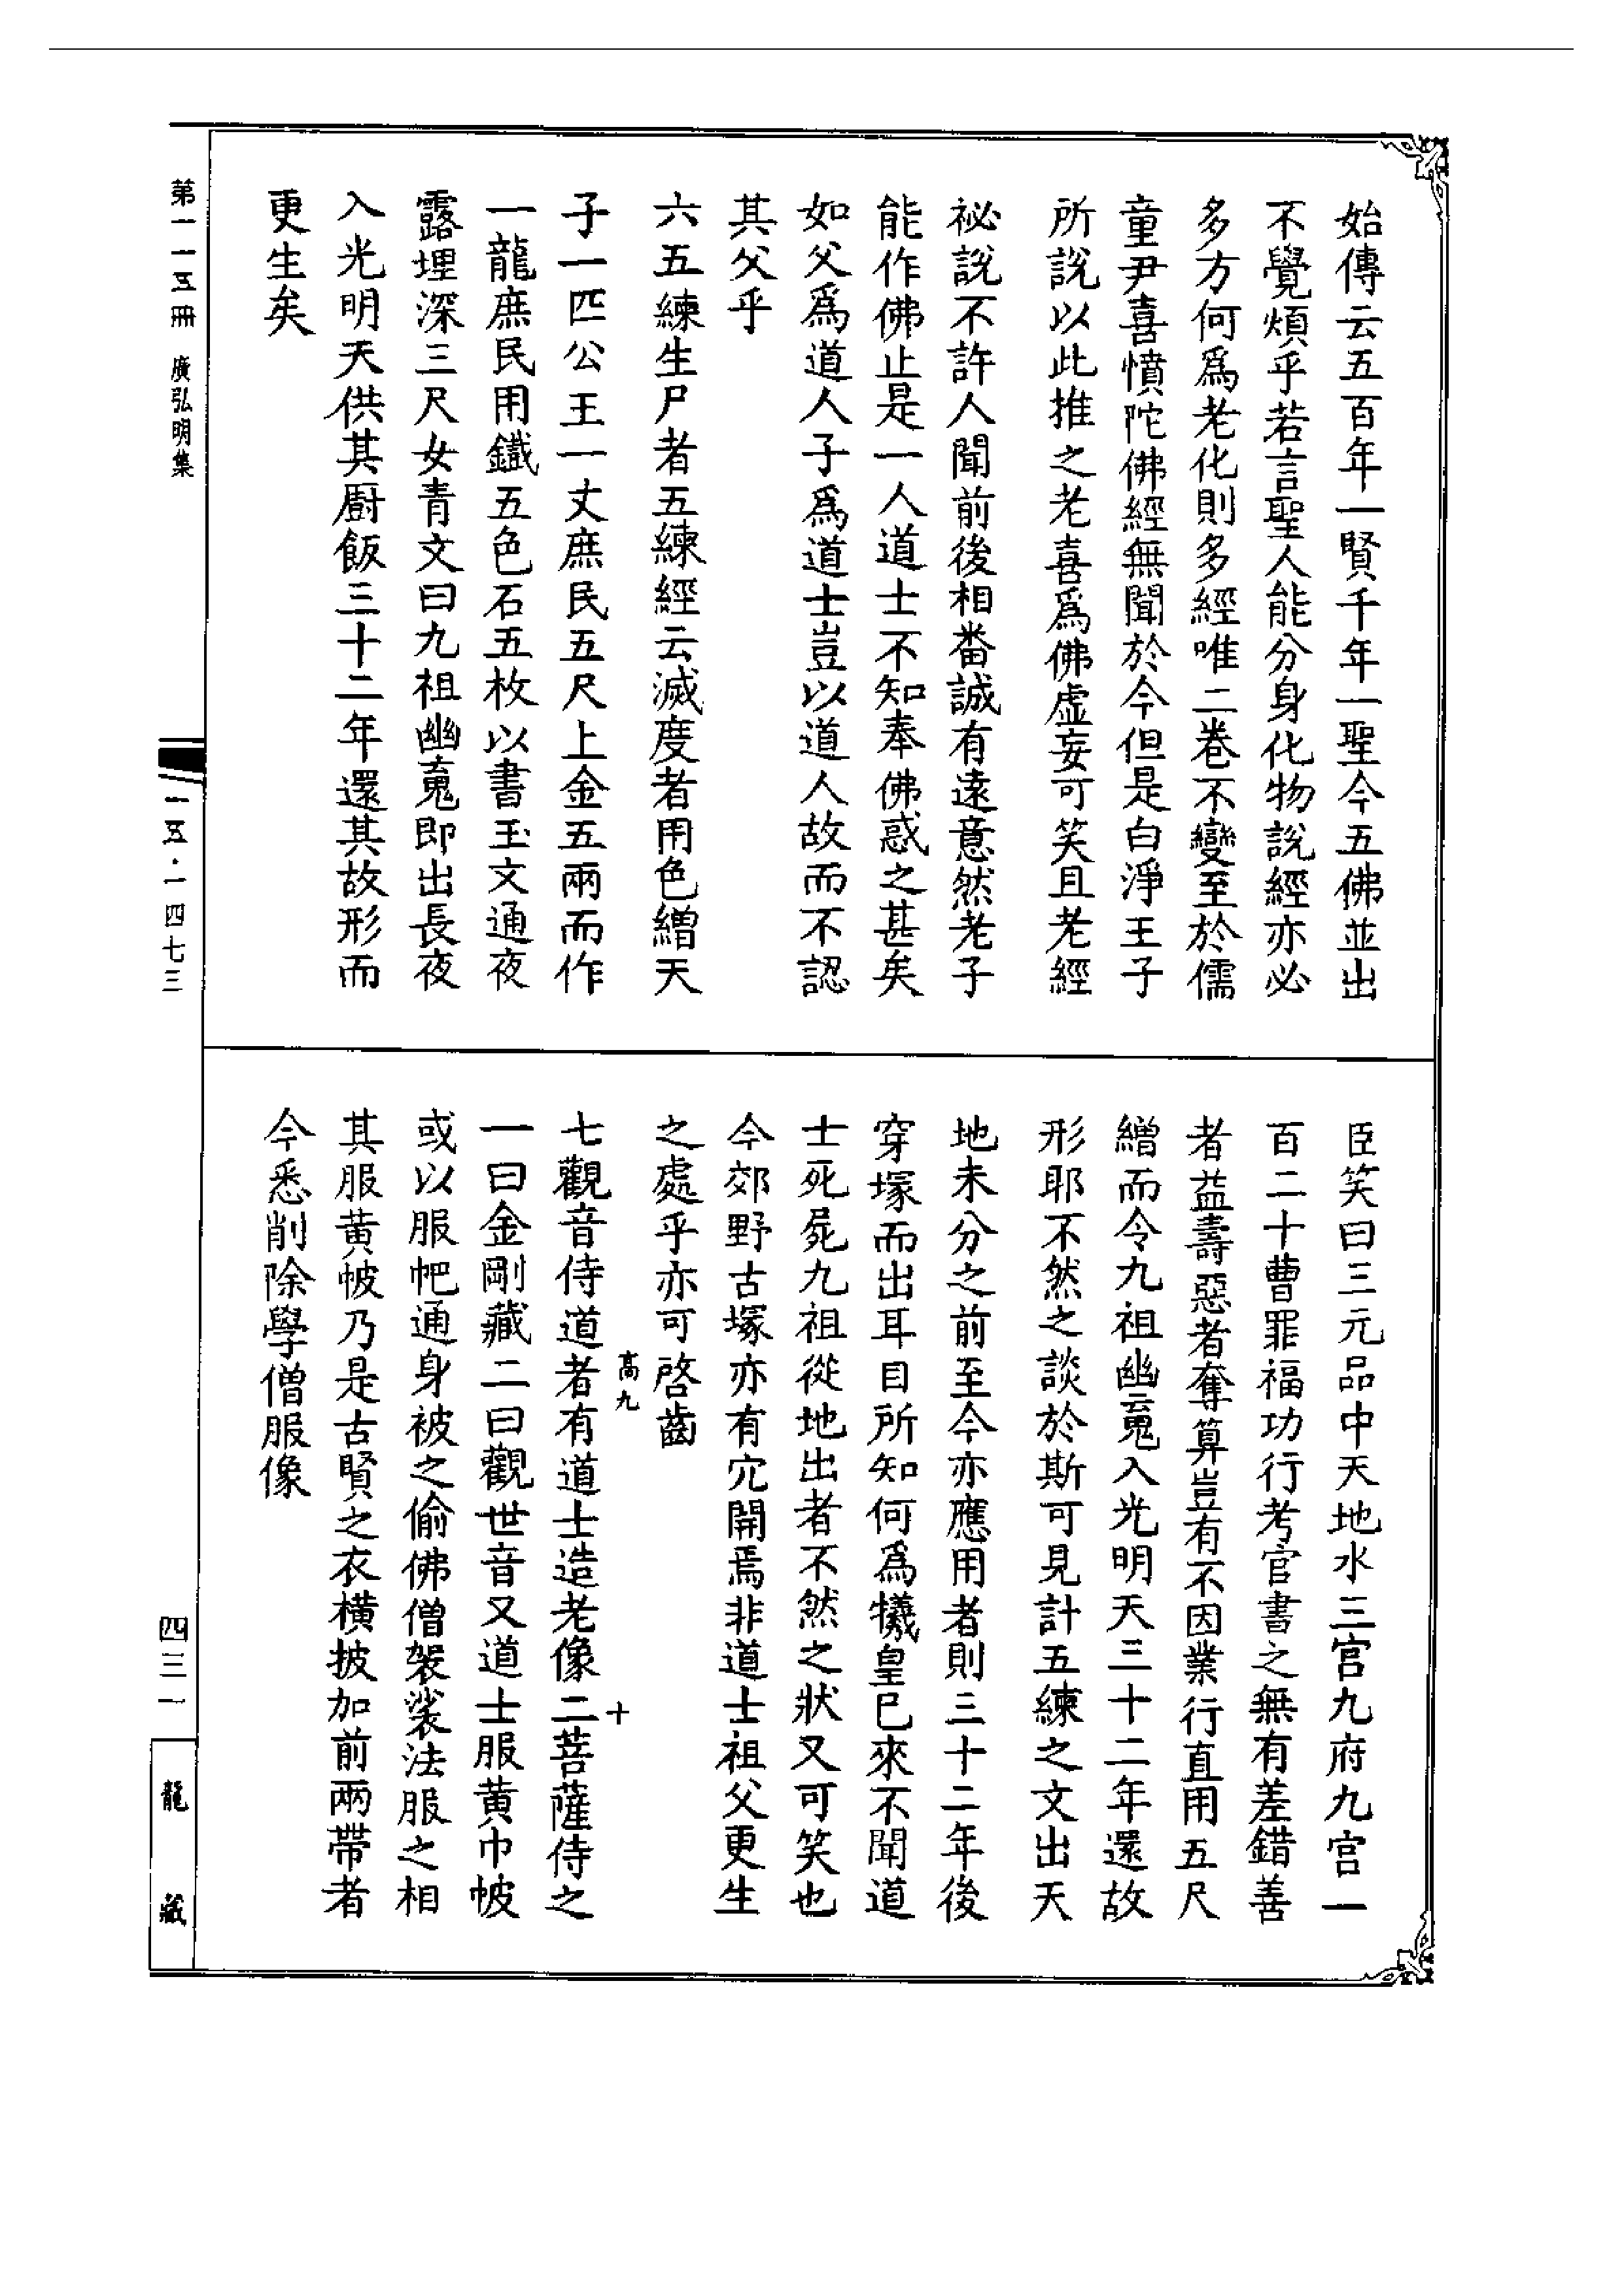 始傳云五百年一賢千年一聖今五佛並出
不覺煩乎若言聖人能分身化物說經亦必
多方何爲老化則多經唯二卷不變至於儒
童尹喜憤陀佛經無聞於今但是白淨王子
所說以此推之老喜爲佛虛妄可笑且老經
祕說不許人聞前後相番誠有遠意然老子
能作佛止是一人道士不知奉佛惑之甚矣
如父爲道人子爲道士豈以道人故而不認
其父乎
六五練生尸者五練經云滅度者用色繒天
子一匹公王一丈庶民五尺上金五兩而作
一龍庶民用鐵五色石五枚以書玉文通夜
露埋深三尺女青文曰九祖幽䰟即出長夜
入光明天供其廚飯三十二年還其故形而
更生矣
臣笑曰三元品中天地水三官九府九宮一
百二十曹罪福功行考官書之無有差錯善
者益壽惡者奪算豈有不因業行直用五尺
繒而令九祖幽䰟入光明天三十二年還故
形耶不然之談於斯可見計五練之文出天
地未分之前至今亦應用者則三十二年後
穿塚而出耳目所知何爲犧皇已來不聞道
士死屍九祖從地出者不然之狀又可笑也
今郊野古塚亦有穴開焉非道士祖父更生
之處乎亦可啓齒
高九
七觀音侍道者有道士造老像二菩薩侍之
十
一曰金剛藏二曰觀世音又道士服黃巾帔
或以服帊通身被之偷佛僧袈裟法服之相
其服黃帔乃是古賢之衣橫披加前兩帶者
今悉削除學僧服像
第一一五冊 廣弘明集
一五·一四七三
四三一
龍藏